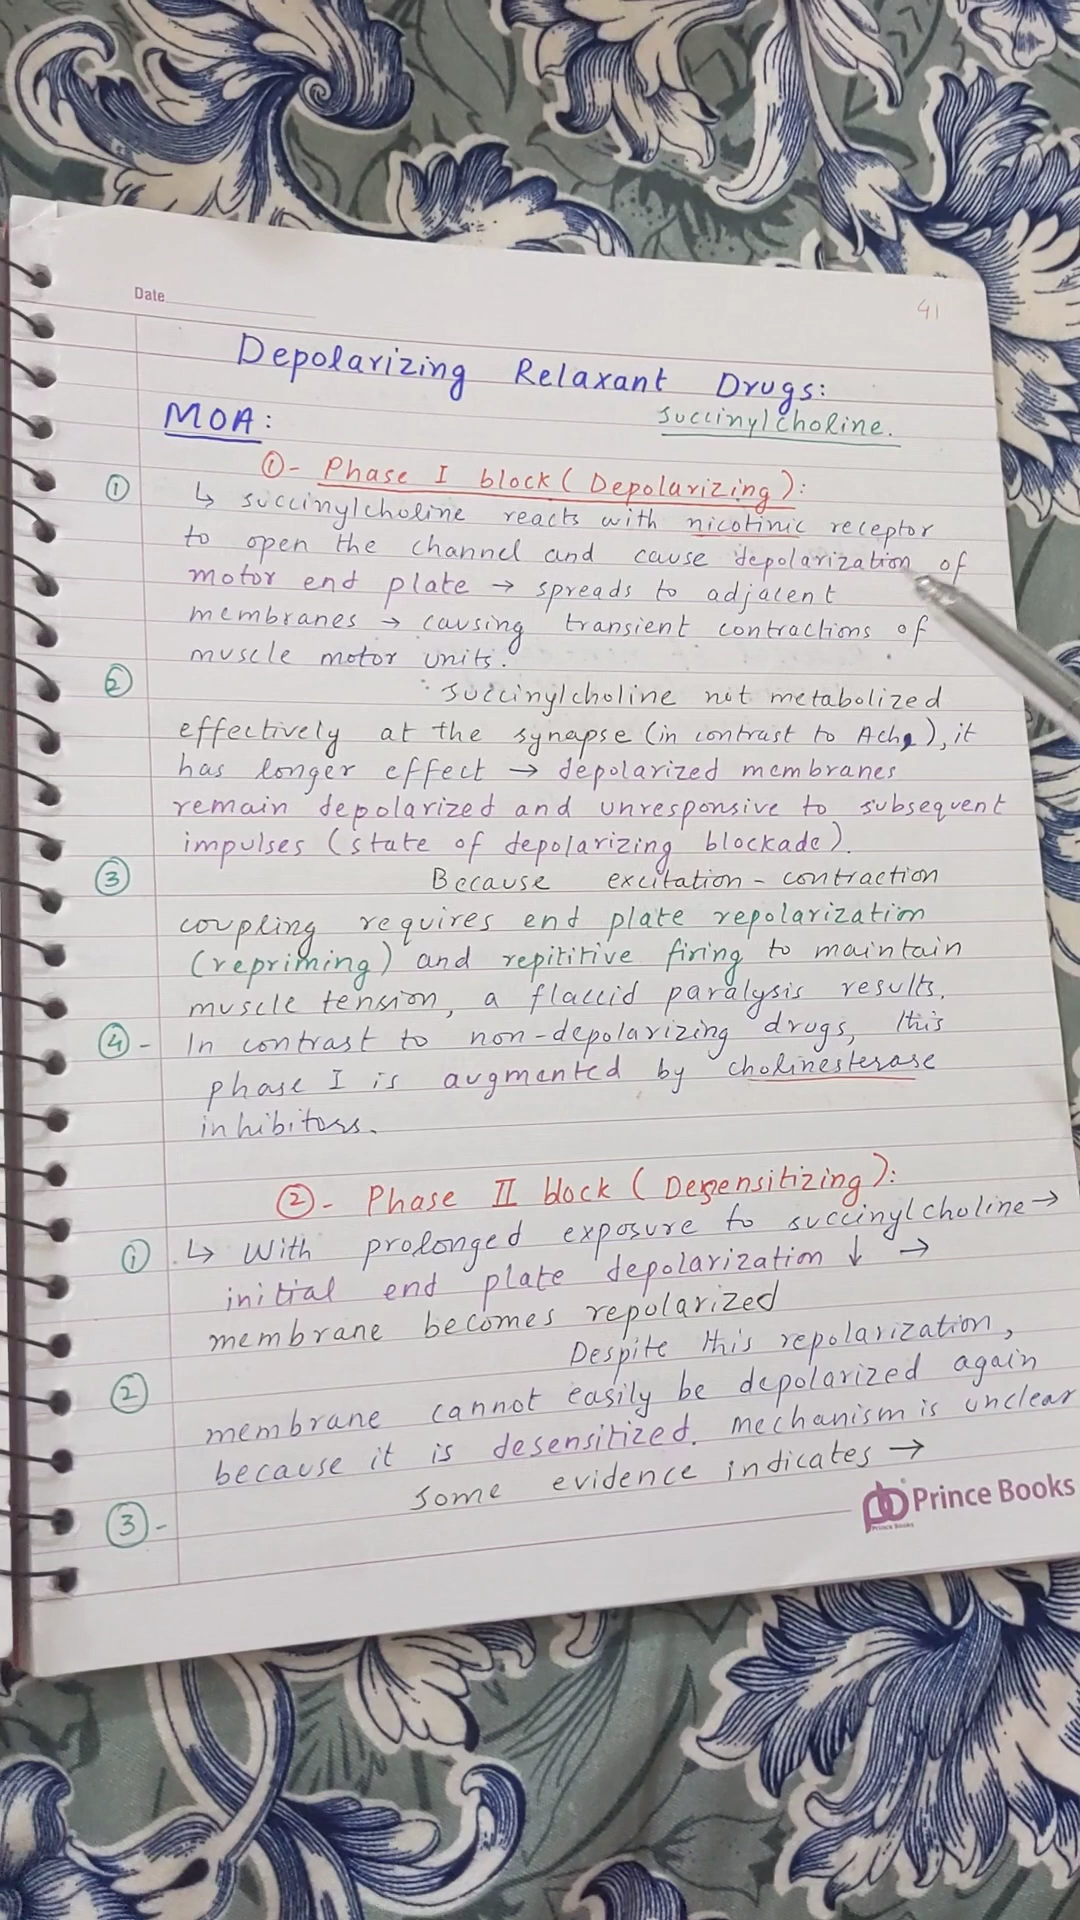 Date
41
Depolarizing Relaxant Drugs:
MOA:
Succinylcholine.
①- Phase I block (Depolarizing):
① ↳ succinylcholine reacts with nicotinic receptor
to open the channel and cause depolarization of
motor end plate → spreads to adjacent
membranes → causing transient contractions of
muscle motor units.
② Succinylcholine not metabolized
effectively at the synapse (in contrast to Ach), it
has longer effect → depolarized membranes
remain depolarized and unresponsive to subsequent
impulses (state of depolarizing blockade).
③ Because excitation - contraction
coupling requires end plate repolarization
(repriming) and repititive firing to maintain
muscle tension, a flaccid paralysis results.
④- In contrast to non-depolarizing drugs, this
phase I is augmented by cholinesterase
inhibitors.
②- Phase II block (Desensitizing):
① ↳ With prolonged exposure to succinylcholine →
initial end plate depolarization ↓ →
membrane becomes repolarized
② Despite this repolarization,
membrane cannot easily be depolarized again
because it is desensitized. mechanism is unclear
③- Some evidence indicates →
Prince Books
Prince Books